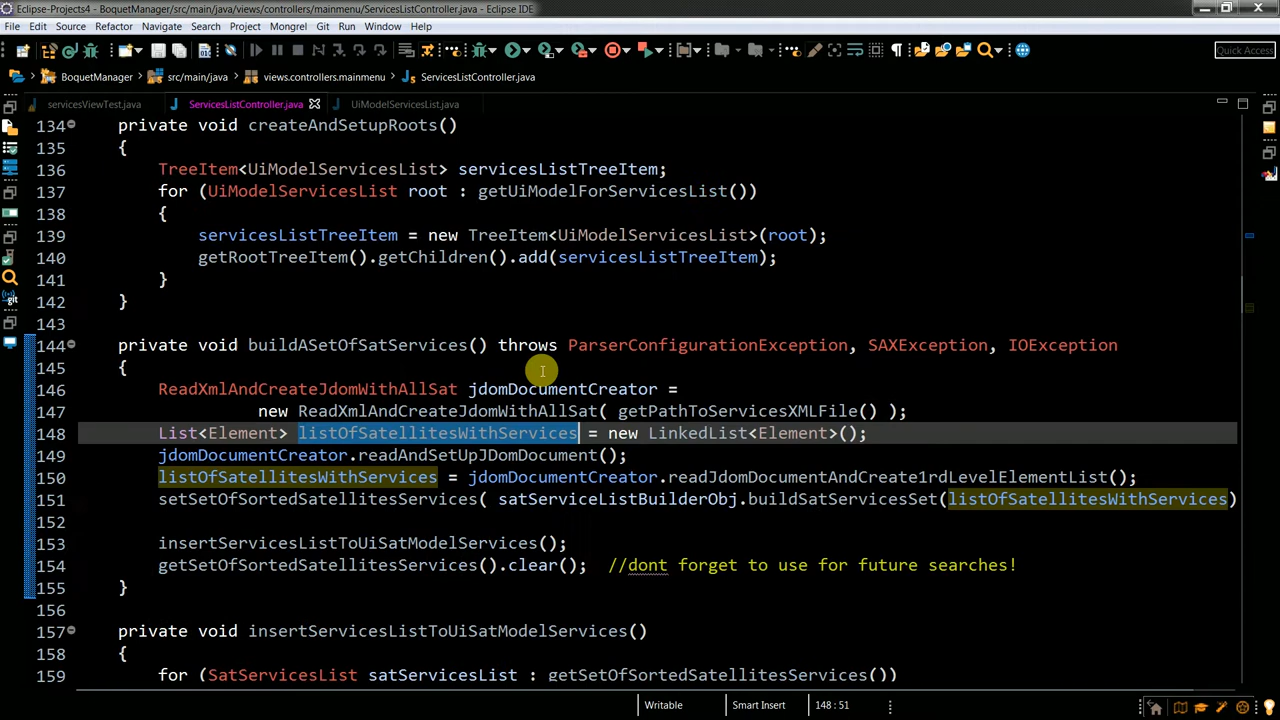 Eclipse-Projects4 - BoquetManager/src/main/java/views/controllers/mainmenu/ServicesListController.java - Eclipse IDE
File Edit Source Refactor Navigate Search Project Mongrel Git Run Window Help
Quick Access
BoquetManager src/main/java views.controllers.mainmenu ServicesListController.java
servicesViewTest.java ServicesListController.java UiModelServicesList.java
134 private void createAndSetupRoots()
135 {
136 TreeItem<UiModelServicesList> servicesListTreeItem;
137 for (UiModelServicesList root : getUiModelForServicesList())
138 {
139 servicesListTreeItem = new TreeItem<UiModelServicesList>(root);
140 getRootTreeItem().getChildren().add(servicesListTreeItem);
141 }
142 }
143
144 private void buildASetOfSatServices() throws ParserConfigurationException, SAXException, IOException
145 {
146 ReadXmlAndCreateJdomWithAllSat jdomDocumentCreator =
147 new ReadXmlAndCreateJdomWithAllSat( getPathToServicesXMLFile() );
148 List<Element> listOfSatellitesWithServices = new LinkedList<Element>();
149 jdomDocumentCreator.readAndSetUpJDomDocument();
150 listOfSatellitesWithServices = jdomDocumentCreator.readJdomDocumentAndCreate1rdLevelElementList();
151 setSetOfSortedSatellitesServices( satServiceListBuilderObj.buildSatServicesSet(listOfSatellitesWithServices)
152
153 insertServicesListToUiSatModelServices();
154 getSetOfSortedSatellitesServices().clear(); //dont forget to use for future searches!
155 }
156
157 private void insertServicesListToUiSatModelServices()
158 {
159 for (SatServicesList satServicesList : getSetOfSortedSatellitesServices())
Writable Smart Insert 148 : 51